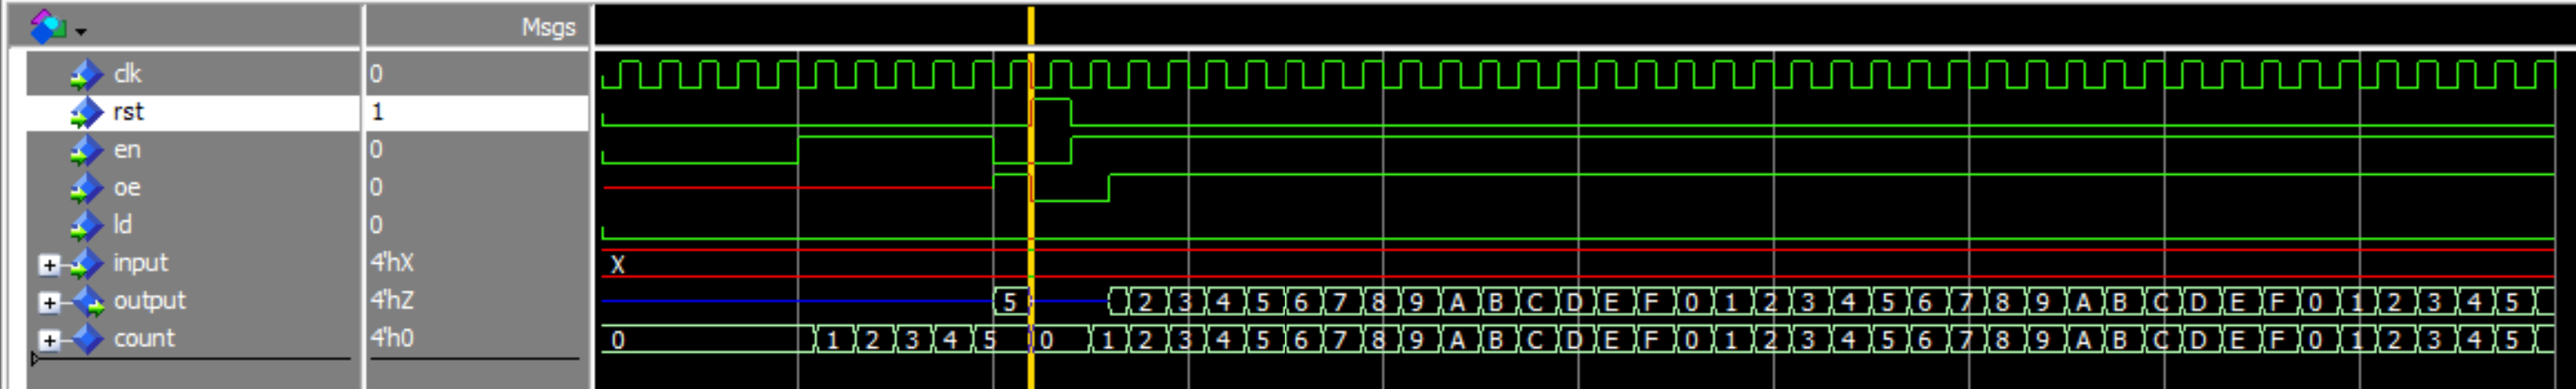 Msgs
clk 0
rst 1
en 0
oe 0
ld 0
input 4'hX X
output 4'hZ 5 2 3 4 5 6 7 8 9 A B C D E F 0 1 2 3 4 5 6 7 8 9 A B C D E F 0 1 2 3 4 5
count 4'h0 0 1 2 3 4 5 0 1 2 3 4 5 6 7 8 9 A B C D E F 0 1 2 3 4 5 6 7 8 9 A B C D E F 0 1 2 3 4 5